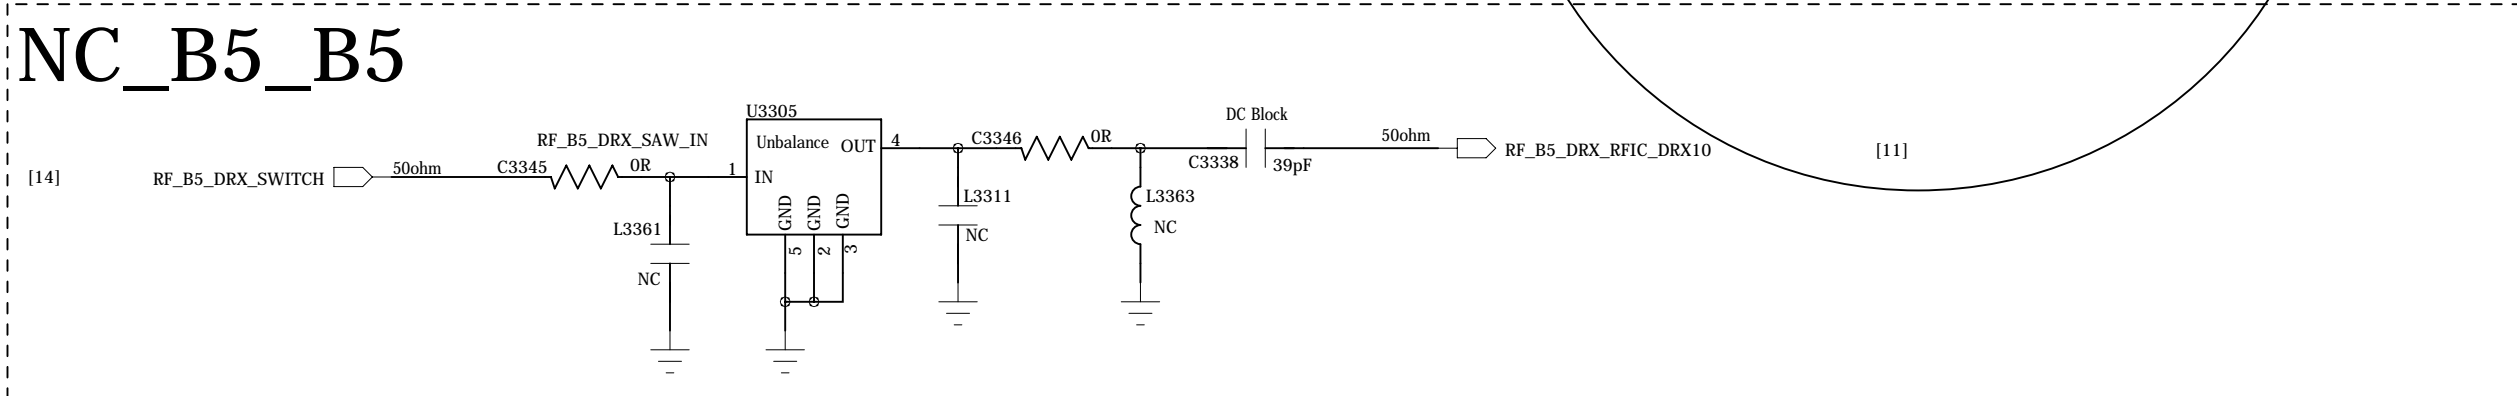 NC_B5_B5
U3305
DC Block
RF_B5_DRX_SAW_IN
Unbalance OUT
4
C3346
0R
50ohm
RF_B5_DRX_RFIC_DRX10
[11]
C3338
39pF
[14]
RF_B5_DRX_SWITCH
50ohm
C3345
0R
1
IN
GND
GND
GND
5
2
3
L3361
NC
L3311
NC
L3363
NC